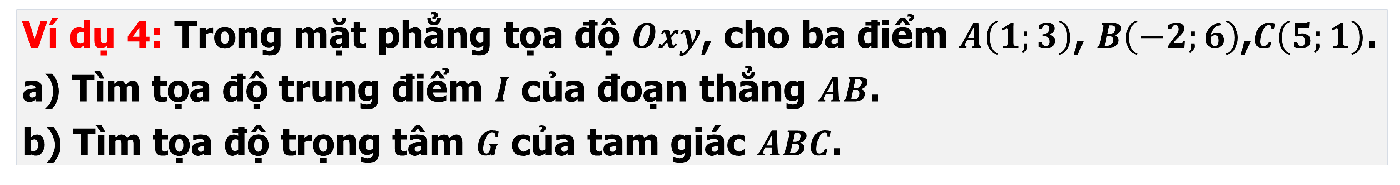 Ví dụ 4: Trong mặt phẳng tọa độ Oxy, cho ba điểm A(1; 3), B(−2; 6),C(5; 1).
a) Tìm tọa độ trung điểm I của đoạn thẳng AB.
b) Tìm tọa độ trọng tâm G của tam giác ABC.